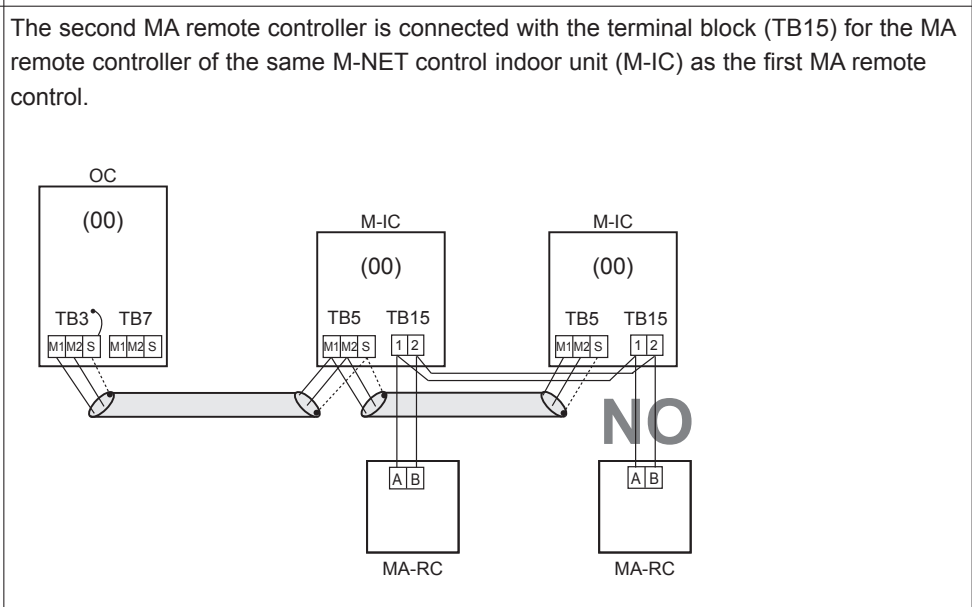 The second MA remote controller is connected with the terminal block (TB15) for the MA
remote controller of the same M-NET control indoor unit (M-IC) as the first MA remote
control.
OC
(00)
TB3 TB7
M1 M2 S M1 M2 S
M-IC
(00)
TB5 TB15
M1 M2 S 1 2
M-IC
(00)
TB5 TB15
M1 M2 S 1 2
NO
A B
MA-RC
A B
MA-RC